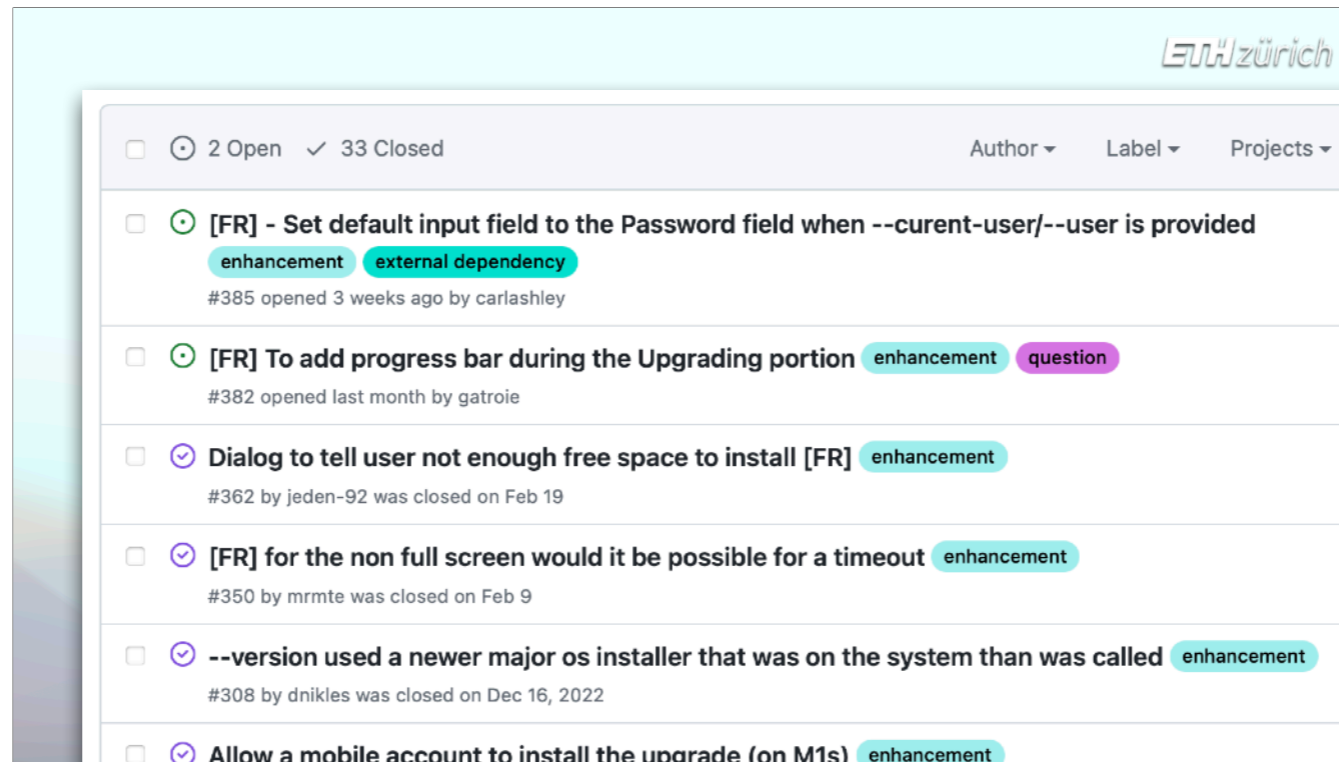 ETH zürich
2 Open 33 Closed Author Label Projects
[FR] - Set default input field to the Password field when --curent-user/--user is provided
enhancement external dependency
#385 opened 3 weeks ago by carlashley
[FR] To add progress bar during the Upgrading portion enhancement question
#382 opened last month by gatroie
Dialog to tell user not enough free space to install [FR] enhancement
#362 by jeden-92 was closed on Feb 19
[FR] for the non full screen would it be possible for a timeout enhancement
#350 by mrmte was closed on Feb 9
--version used a newer major os installer that was on the system than was called enhancement
#308 by dnikles was closed on Dec 16, 2022
Allow a mobile account to install the upgrade (on M1s) enhancement